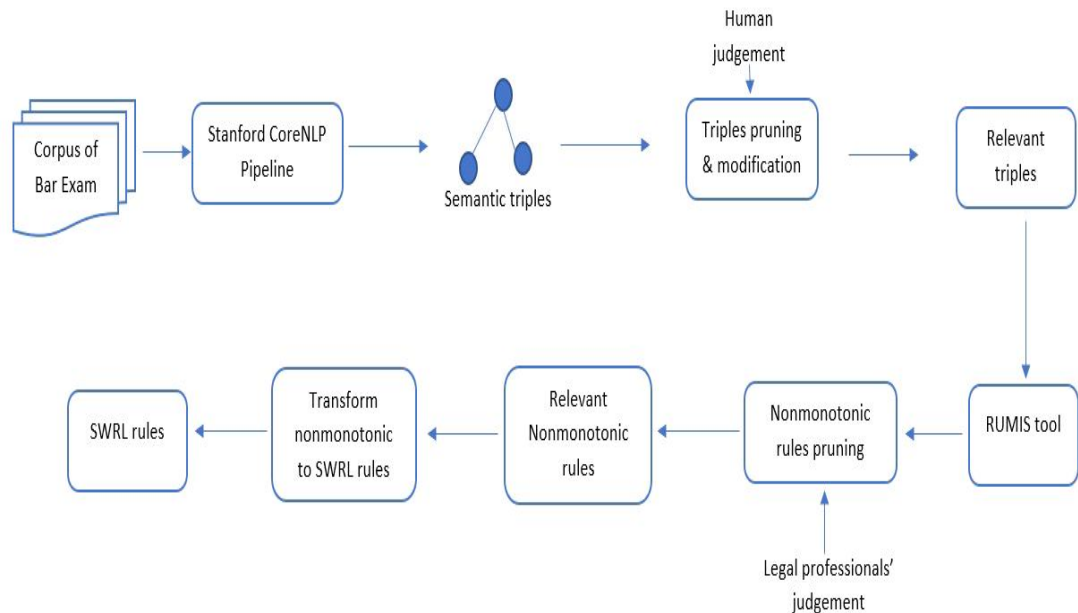 Human
judgement
Corpus of
Bar Exam
Stanford CoreNLP
Pipeline
Semantic triples
Triples pruning
& modification
Relevant
triples
RUMIS tool
Nonmonotonic
rules pruning
Legal professionals’
judgement
Relevant
Nonmonotonic
rules
Transform
nonmonotonic
to SWRL rules
SWRL rules